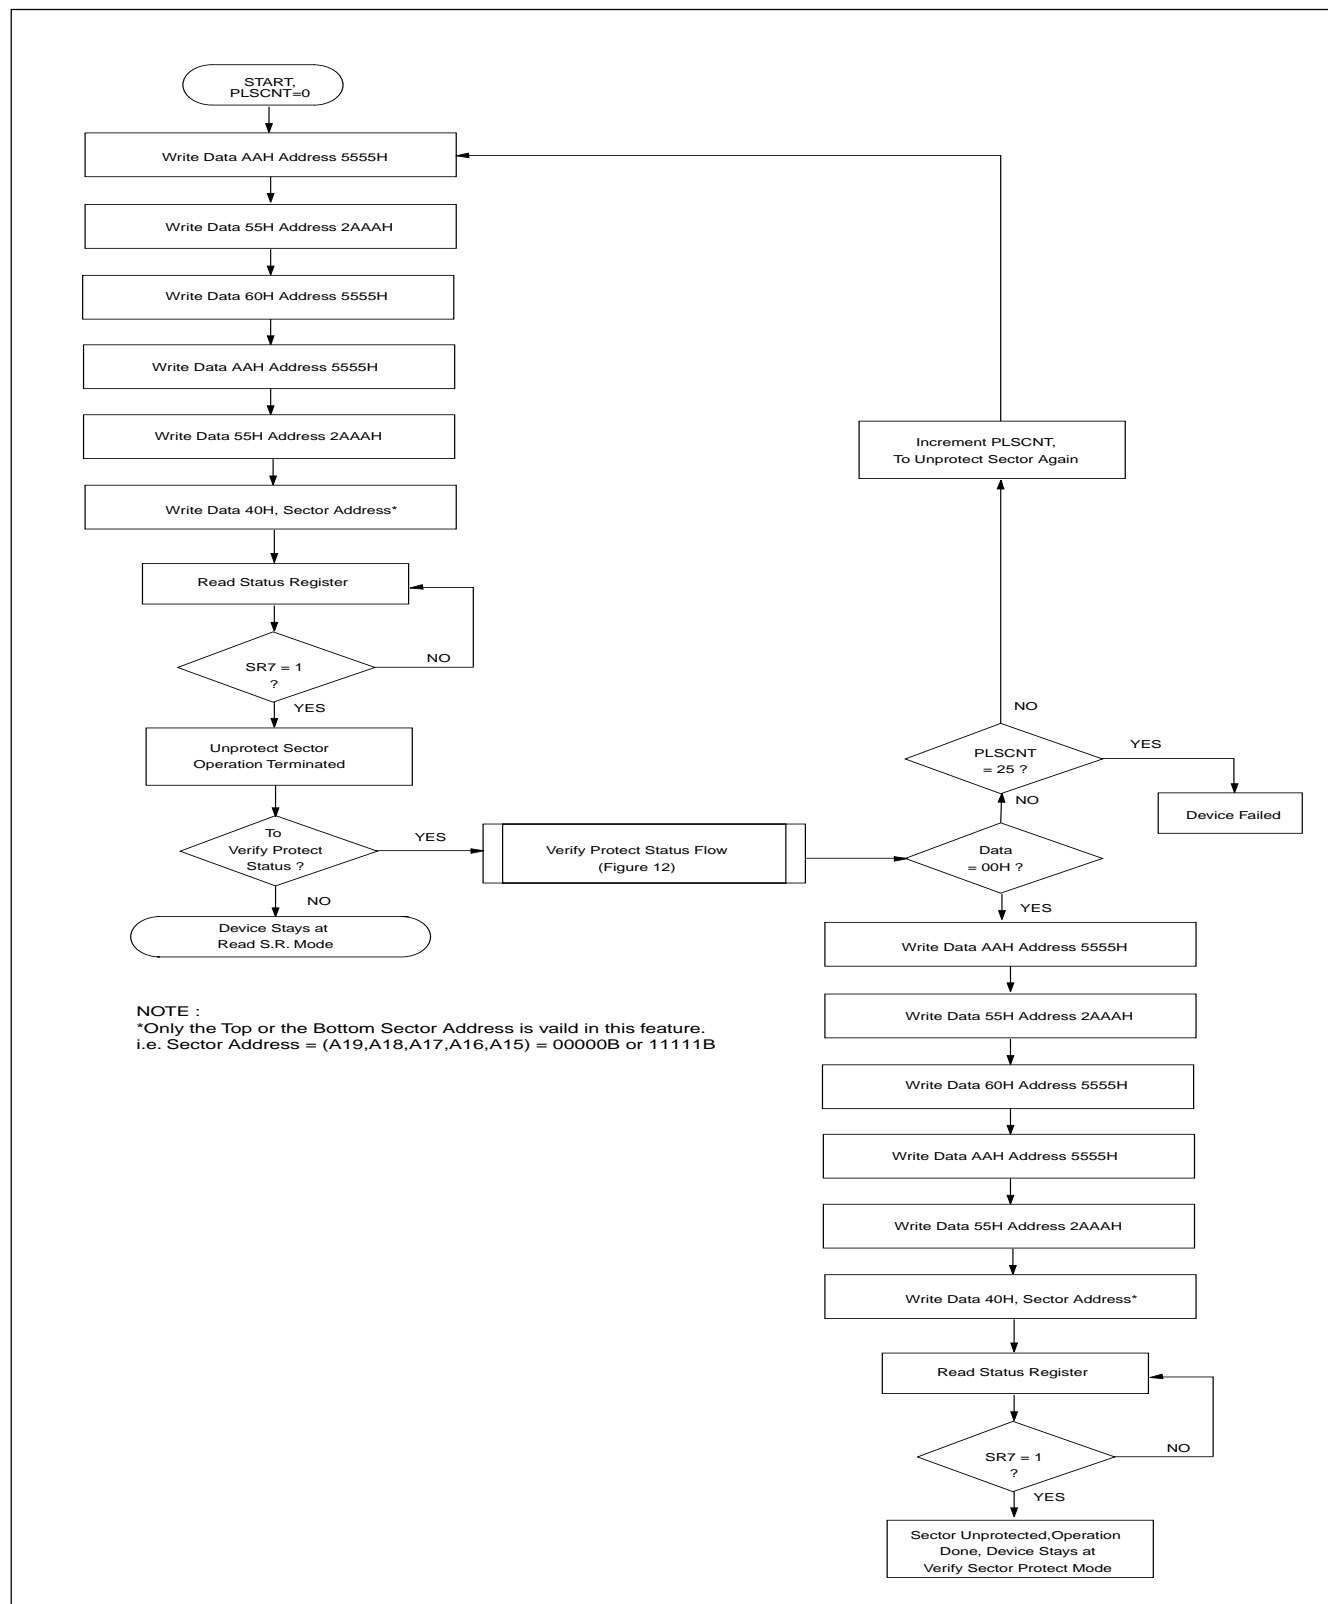 START,
PLSCNT=0
Write Data AAH Address 5555H
Write Data 55H Address 2AAAH
Write Data 60H Address 5555H
Write Data AAH Address 5555H
Write Data 55H Address 2AAAH
Write Data 40H, Sector Address*
Read Status Register
SR7 = 1
?
NO
YES
Unprotect Sector
Operation Terminated
To
Verify Protect
Status ?
YES
NO
Device Stays at
Read S.R. Mode
Verify Protect Status Flow
(Figure 12)
Increment PLSCNT,
To Unprotect Sector Again
NO
PLSCNT
= 25 ?
YES
Device Failed
NO
Data
= 00H ?
YES
Write Data AAH Address 5555H
Write Data 55H Address 2AAAH
Write Data 60H Address 5555H
Write Data AAH Address 5555H
Write Data 55H Address 2AAAH
Write Data 40H, Sector Address*
Read Status Register
SR7 = 1
?
NO
YES
Sector Unprotected,Operation
Done, Device Stays at
Verify Sector Protect Mode
NOTE :
*Only the Top or the Bottom Sector Address is vaild in this feature.
i.e. Sector Address = (A19,A18,A17,A16,A15) = 00000B or 11111B